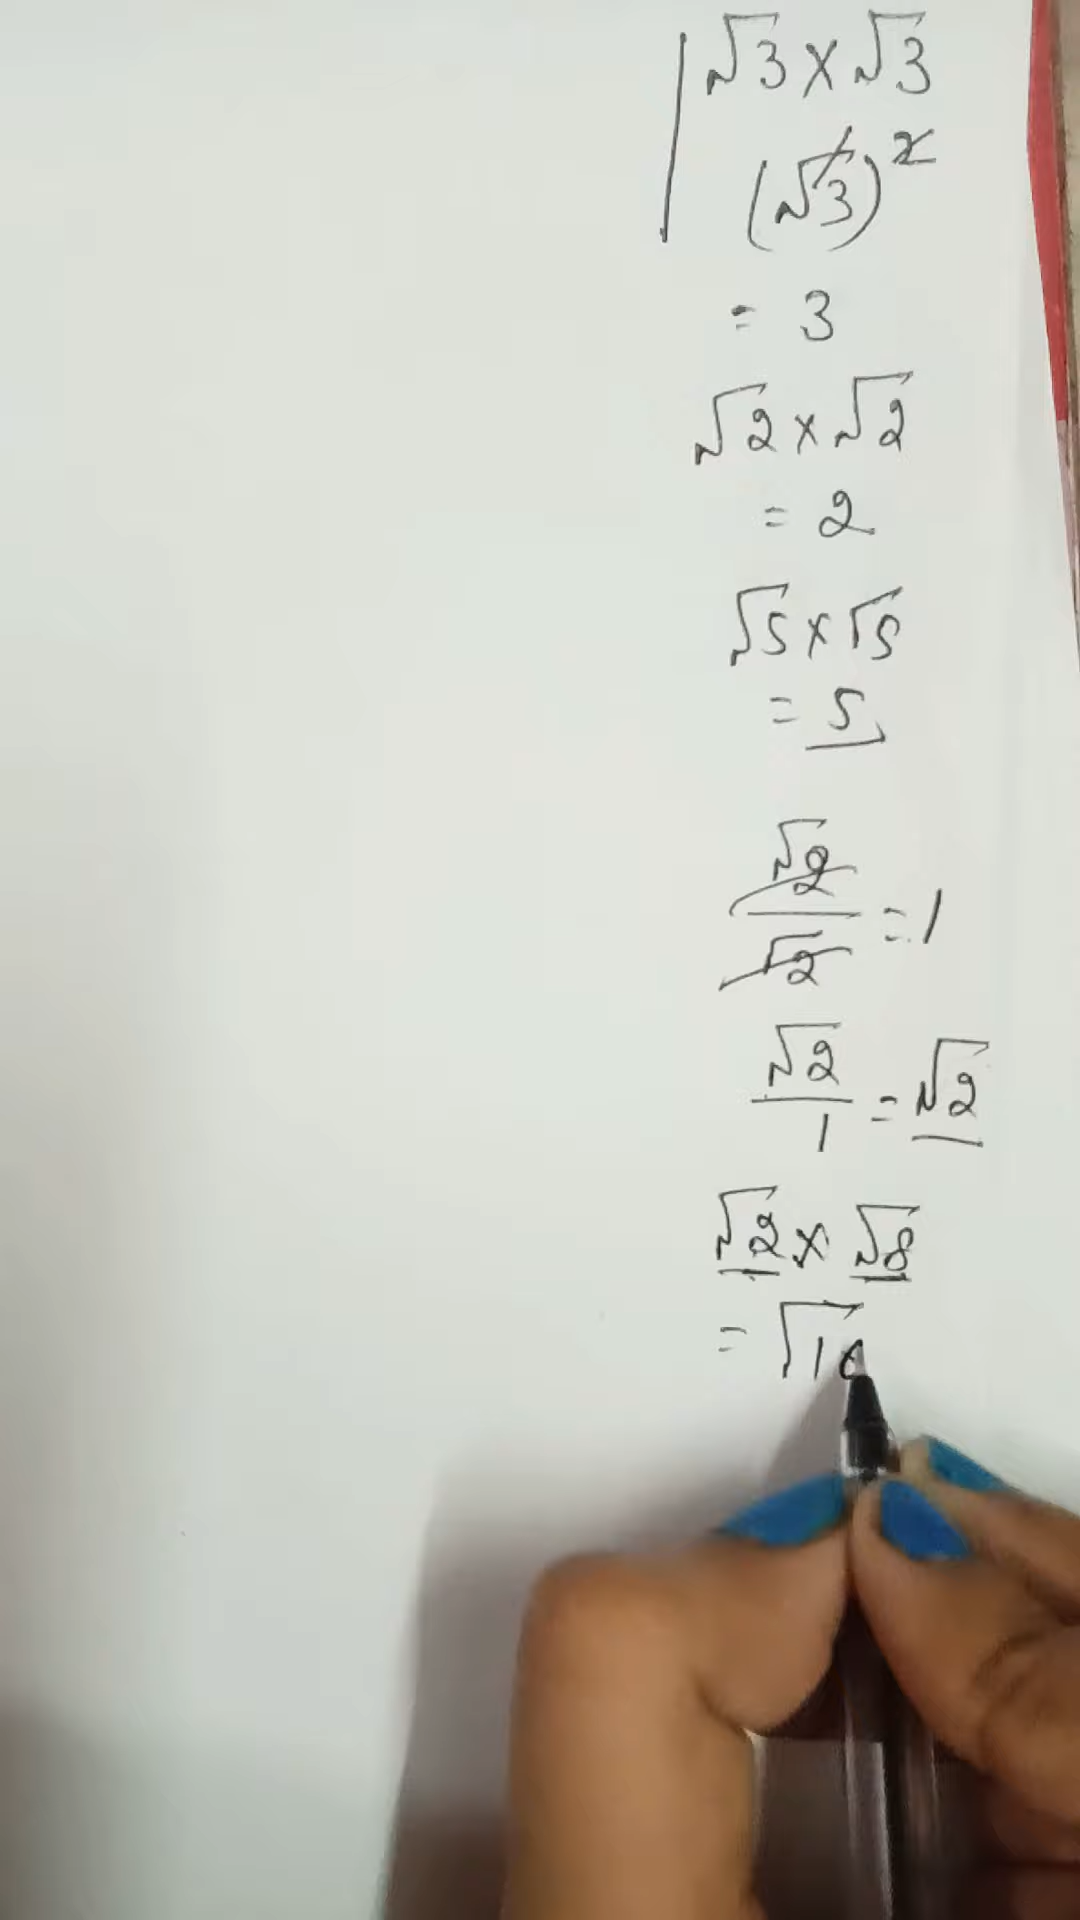 √3 × √3
(√3)²
= 3
√2 × √2
= 2
√5 × √5
= 5
√2/√2 = 1
√2/1 = √2
√2 × √8
= √16